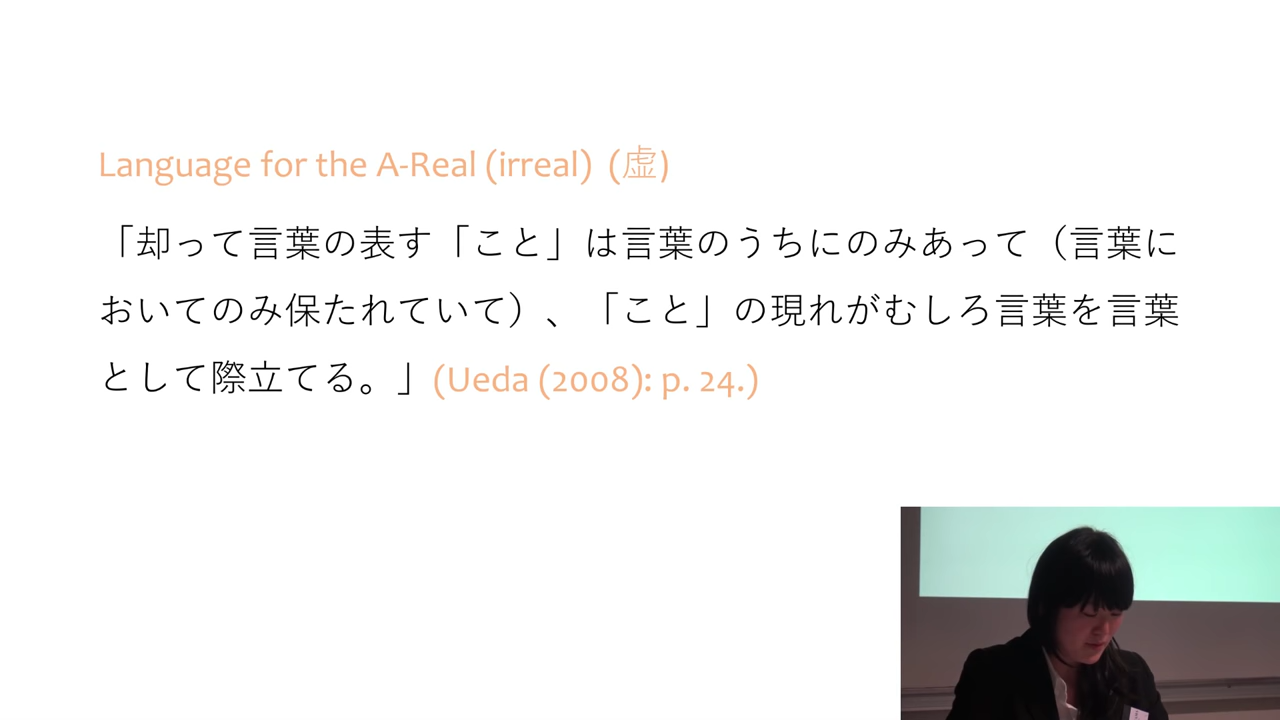 Language for the A-Real (irreal) (虚)
「却って言葉の表す「こと」は言葉のうちにのみあって（言葉に
おいてのみ保たれていて）、「こと」の現れがむしろ言葉を言葉
として際立てる。」(Ueda (2008): p. 24.)